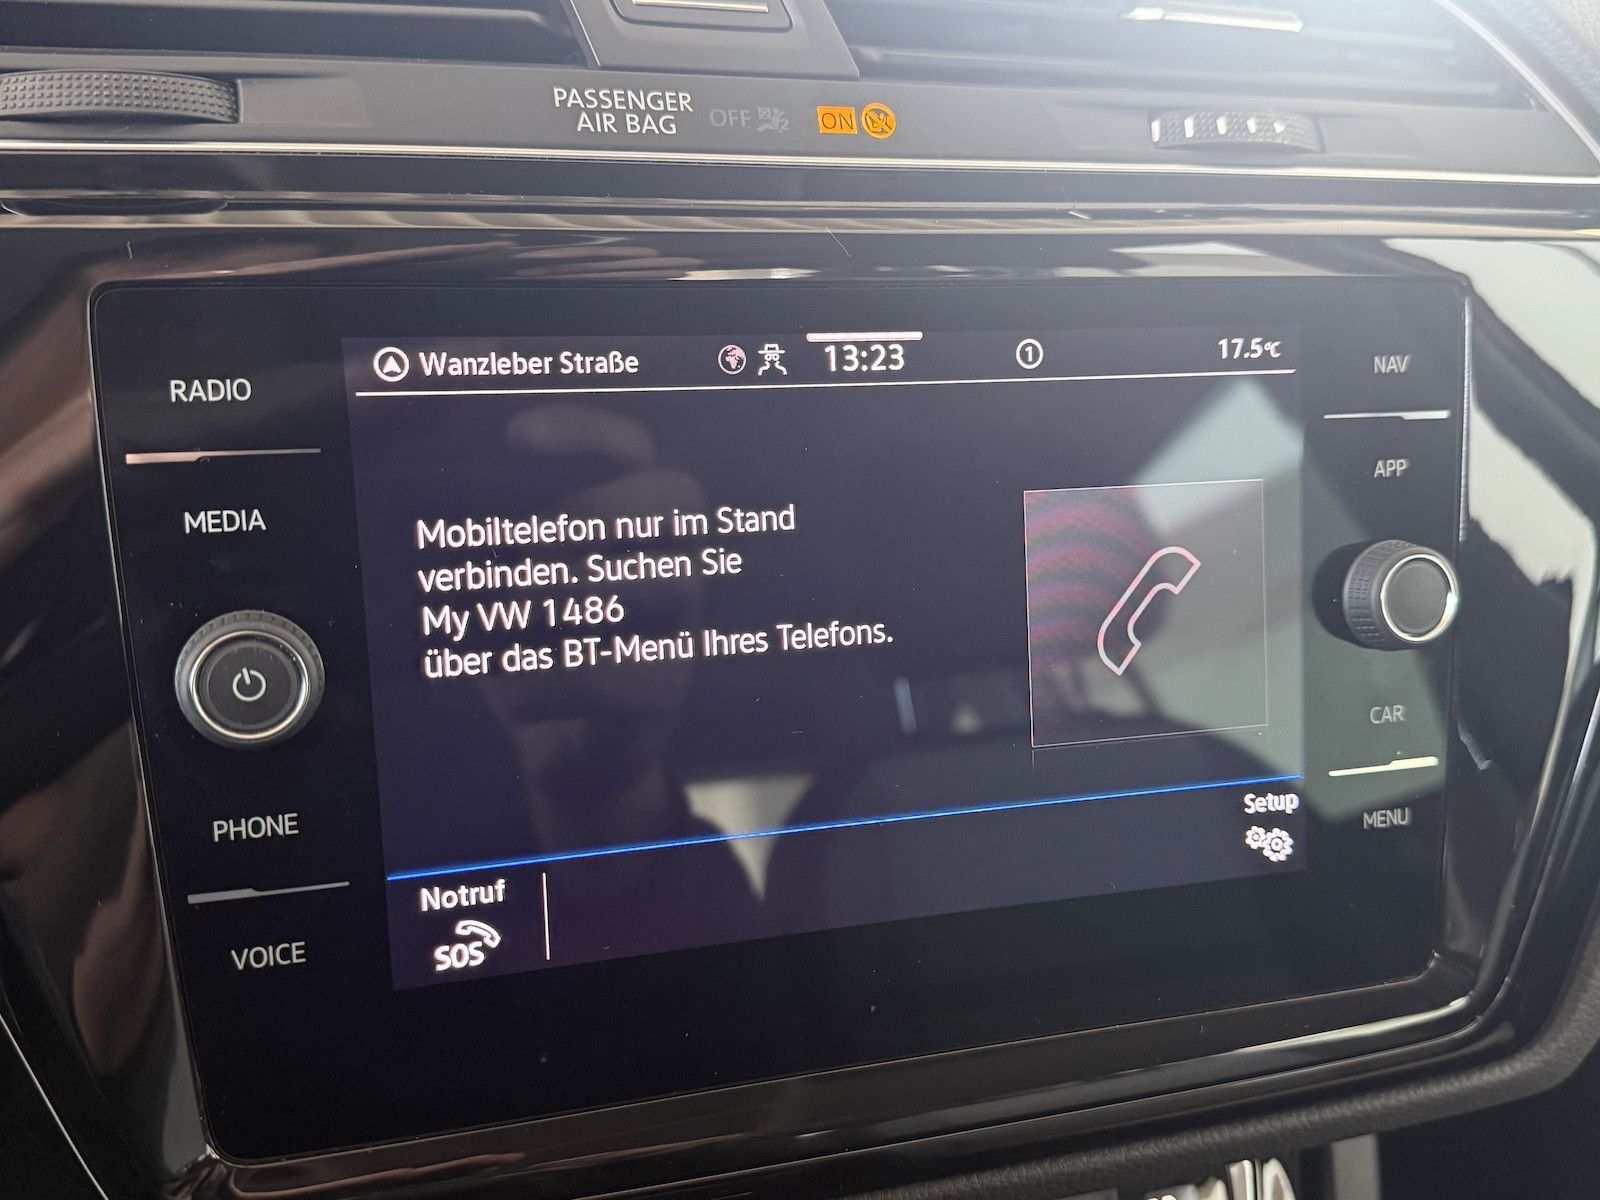 PASSENGER
AIR BAG
OFF
ON
Wanzleber Straße
13:23
1
17.5°C
RADIO
MEDIA
PHONE
VOICE
Mobiltelefon nur im Stand
verbinden. Suchen Sie
My VW 1486
über das BT-Menü Ihres Telefons.
Setup
Notruf
SOS
NAV
APP
CAR
MENU